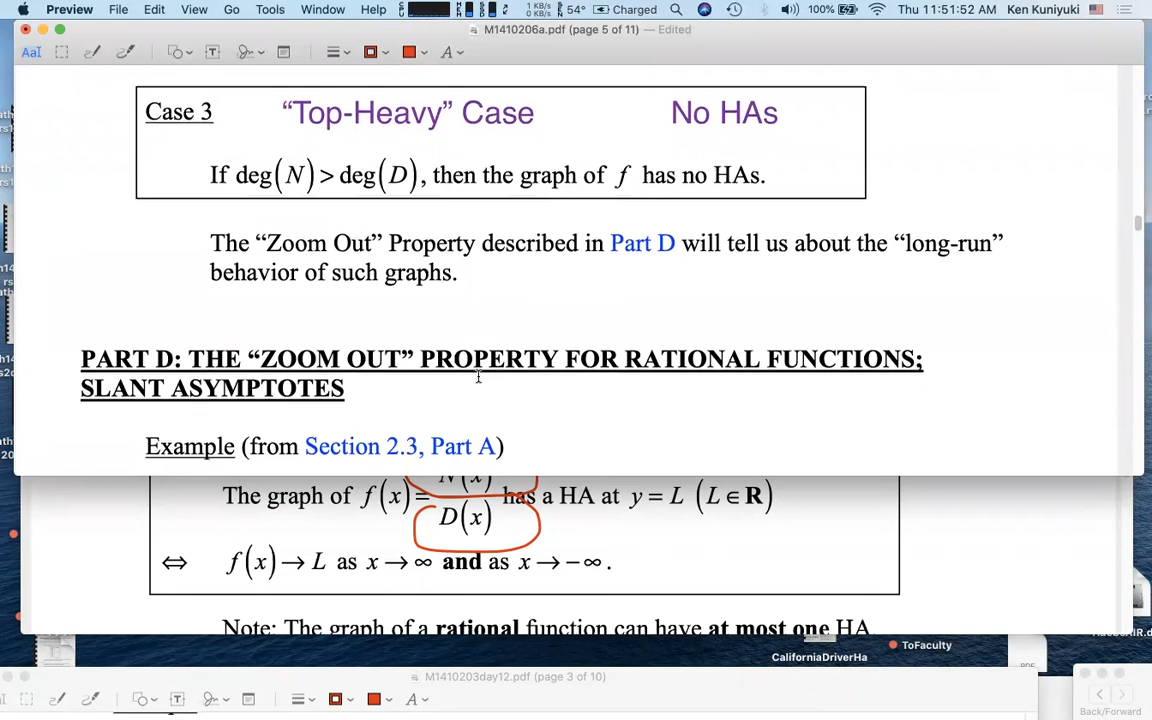 Preview File Edit View Go Tools Window Help 1 KB/s 0 KB/s 54° Charged 100% Thu 11:51:52 AM Ken Kuniyuki
M1410206a.pdf (page 5 of 11) — Edited
Case 3 “Top-Heavy” Case No HAs
If deg(N) > deg(D), then the graph of f has no HAs.
The “Zoom Out” Property described in Part D will tell us about the “long-run”
behavior of such graphs.
PART D: THE “ZOOM OUT” PROPERTY FOR RATIONAL FUNCTIONS;
SLANT ASYMPTOTES
Example (from Section 2.3, Part A)
The graph of f(x) = N(x) / D(x) has a HA at y = L (L ∈ R)
⇔ f(x) → L as x → ∞ and as x → −∞ .
Note: The graph of a rational function can have at most one HA.
ToFaculty
CaliforniaDriverHa
M1410203day12.pdf (page 3 of 10)
Back/Forward